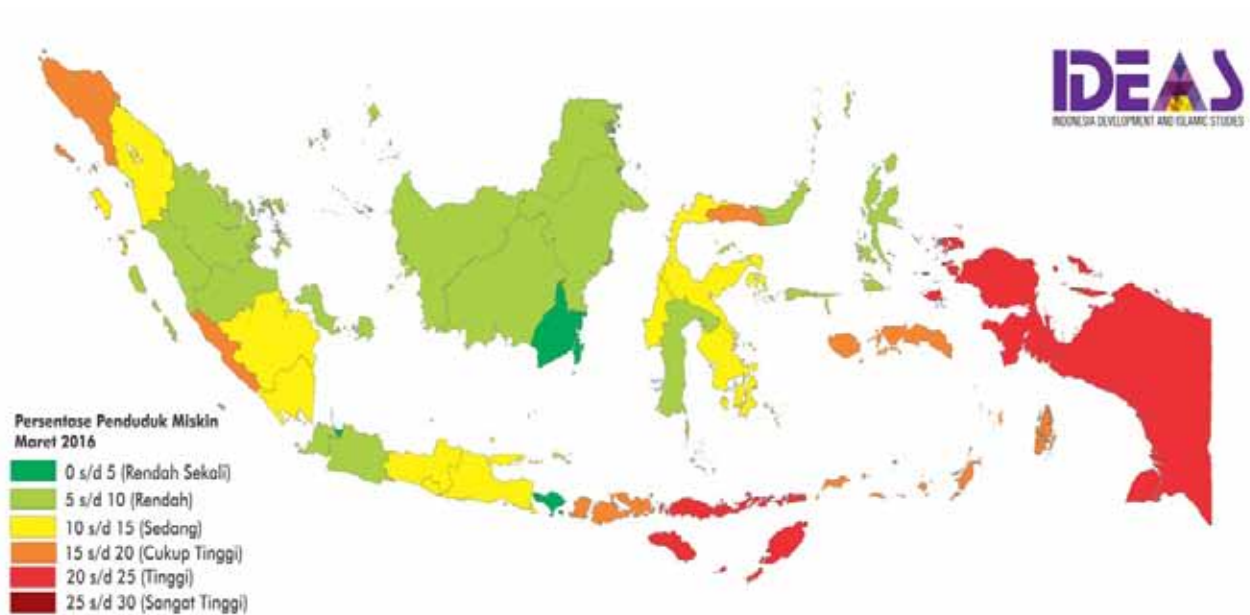 IDEAS
INDONESIA DEVELOPMENT AND ISLAMIC STUDIES
Persentase Penduduk Miskin
Maret 2016
0 s/d 5 (Rendah Sekali)
5 s/d 10 (Rendah)
10 s/d 15 (Sedang)
15 s/d 20 (Cukup Tinggi)
20 s/d 25 (Tinggi)
25 s/d 30 (Sangat Tinggi)